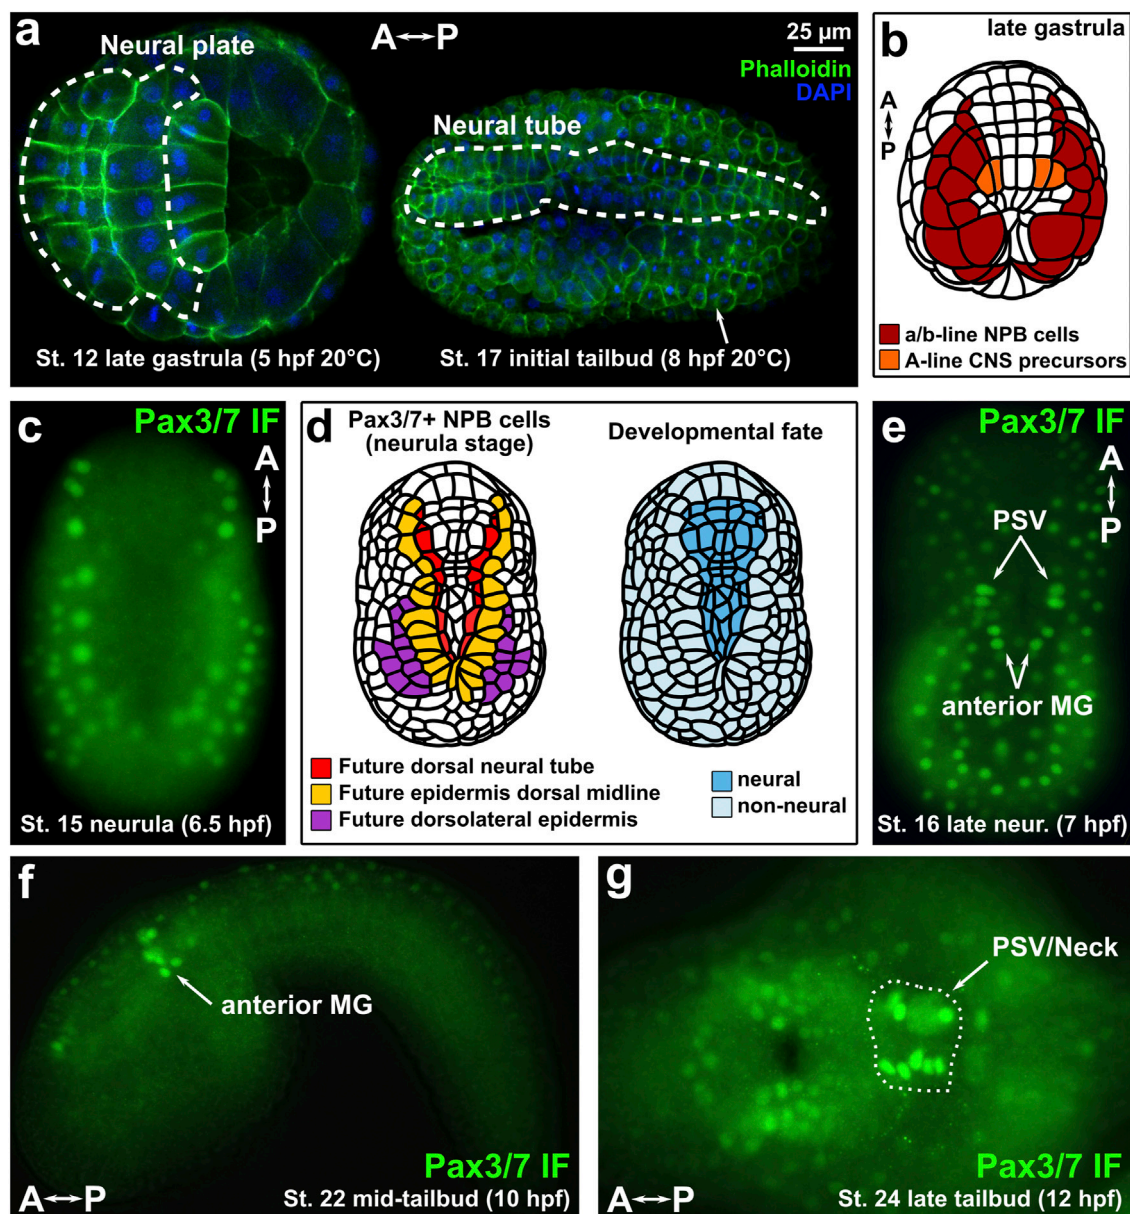 a
Neural plate
A↔P
25 µm
Phalloidin
DAPI
Neural tube
St. 12 late gastrula (5 hpf 20°C)
St. 17 initial tailbud (8 hpf 20°C)
b
late gastrula
A
P
a/b-line NPB cells
A-line CNS precursors
c
Pax3/7 IF
A
P
St. 15 neurula (6.5 hpf)
d
Pax3/7+ NPB cells
(neurula stage)
Developmental fate
Future dorsal neural tube
Future epidermis dorsal midline
Future dorsolateral epidermis
neural
non-neural
e
Pax3/7 IF
A
P
PSV
anterior MG
St. 16 late neur. (7 hpf)
f
anterior MG
Pax3/7 IF
A↔P
St. 22 mid-tailbud (10 hpf)
g
PSV/Neck
Pax3/7 IF
A↔P
St. 24 late tailbud (12 hpf)